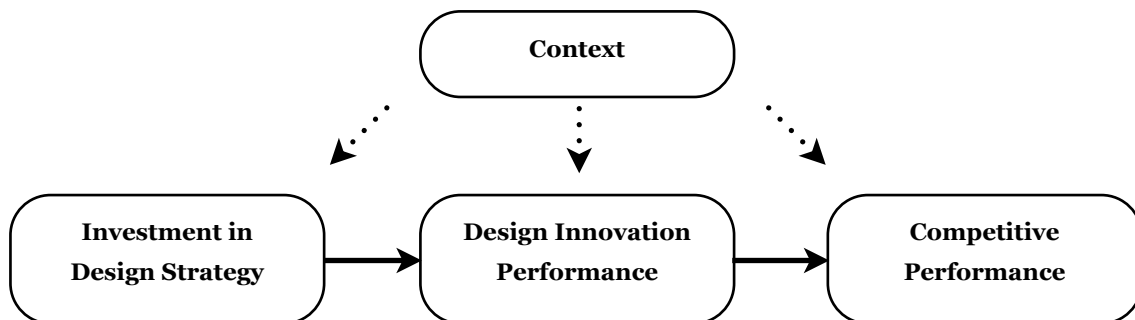 Context
Investment in
Design Strategy
Design Innovation
Performance
Competitive
Performance